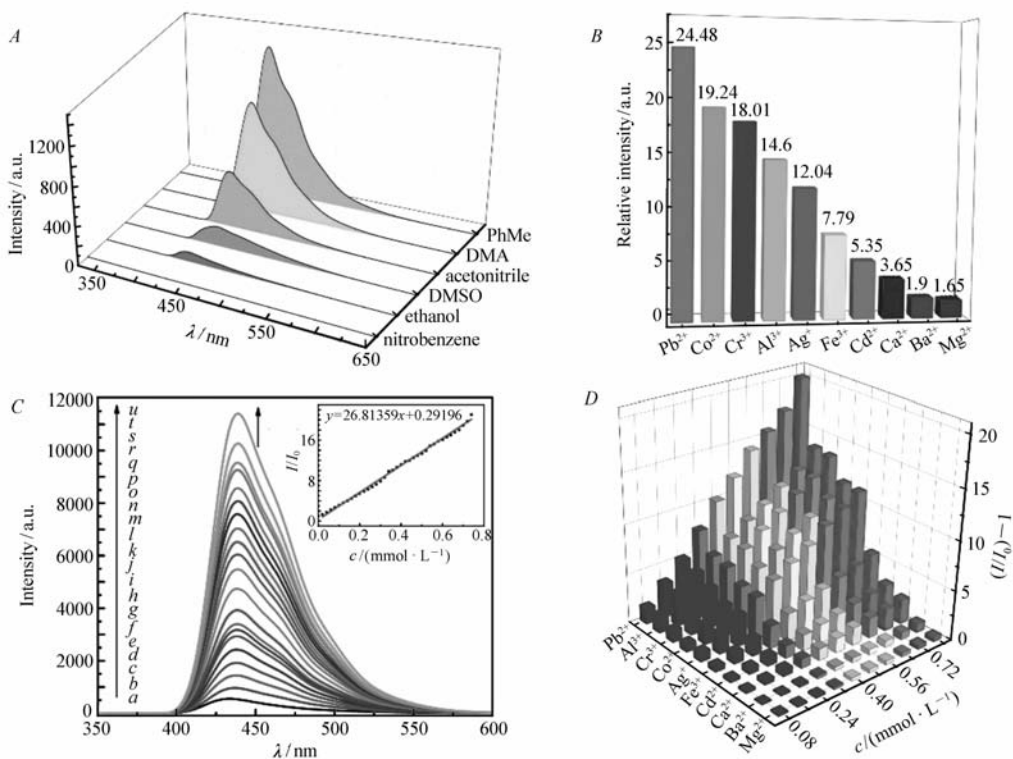 A
Intensity / a.u.
1200
800
400
0
350
450
550
650
λ / nm
PhMe
DMA
acetonitrile
DMSO
ethanol
nitrobenzene
B
Relative intensity / a.u.
25
20
15
10
5
0
24.48
19.24
18.01
14.6
12.04
7.79
5.35
3.65
1.9
1.65
Pb²⁺
Co²⁺
Cr³⁺
Al³⁺
Ag⁺
Fe³⁺
Cd²⁺
Ca²⁺
Ba²⁺
Mg²⁺
C
Intensity / a.u.
12000
10000
8000
6000
4000
2000
0
350
400
450
500
550
600
λ / nm
u
t
s
r
q
p
o
n
m
l
k
j
i
h
g
f
e
d
c
b
a
y=26.81359x+0.29196
I/I₀
16
8
0
0.0
0.2
0.4
0.6
0.8
c/(mmol · L⁻¹)
D
(I/I₀)−1
20
15
10
5
0
Pb²⁺
Al³⁺
Cr³⁺
Co²⁺
Ag⁺
Fe³⁺
Cd²⁺
Ca²⁺
Ba²⁺
Mg²⁺
0.08
0.24
0.40
0.56
0.72
c/(mmol · L⁻¹)